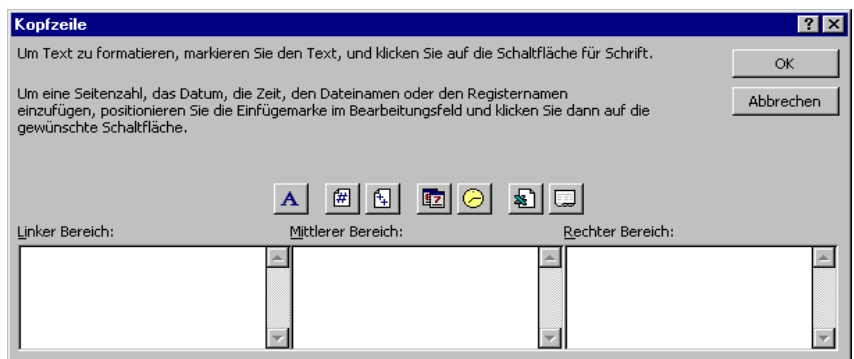 Kopfzeile
Um Text zu formatieren, markieren Sie den Text, und klicken Sie auf die Schaltfläche für Schrift.
OK
Um eine Seitenzahl, das Datum, die Zeit, den Dateinamen oder den Registernamen
einzufügen, positionieren Sie die Einfügemarke im Bearbeitungsfeld und klicken Sie dann auf die
gewünschte Schaltfläche.
Abbrechen
A
Linker Bereich: Mittlerer Bereich: Rechter Bereich: